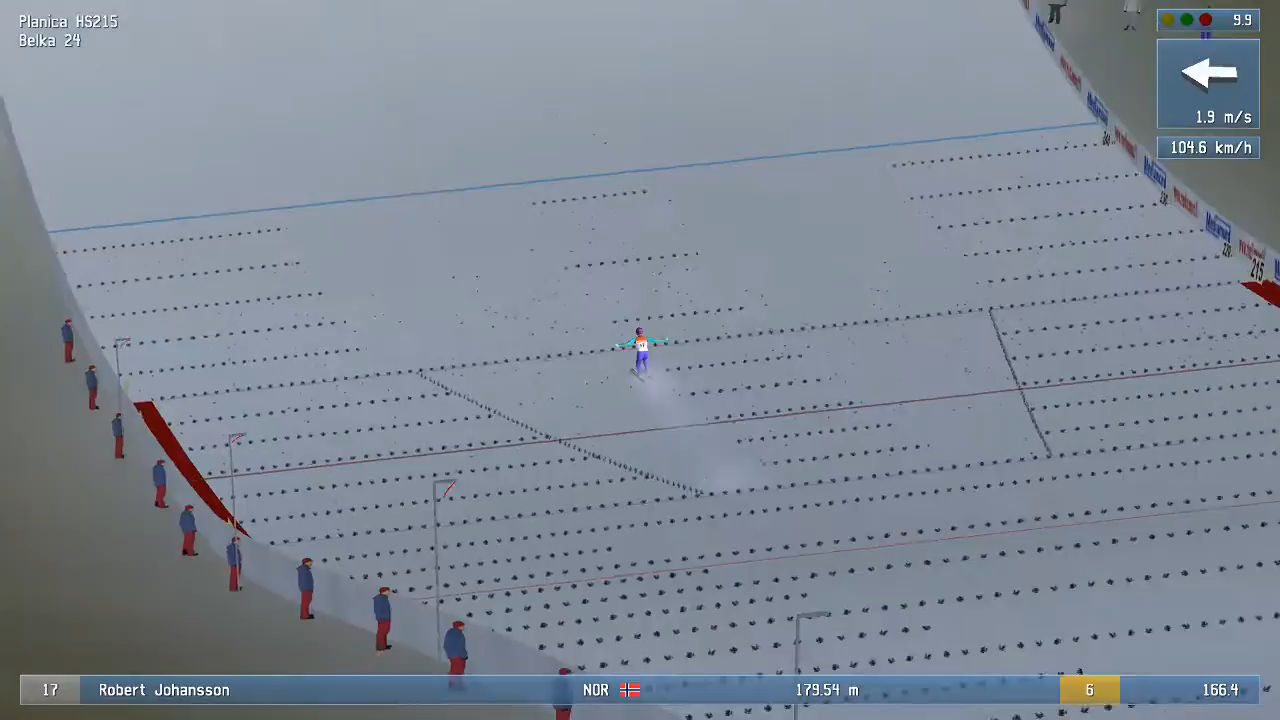 Planica HS215
Belka 24
9.9
1.9 m/s
104.6 km/h
215
17 Robert Johansson NOR 179.54 m 6 166.4